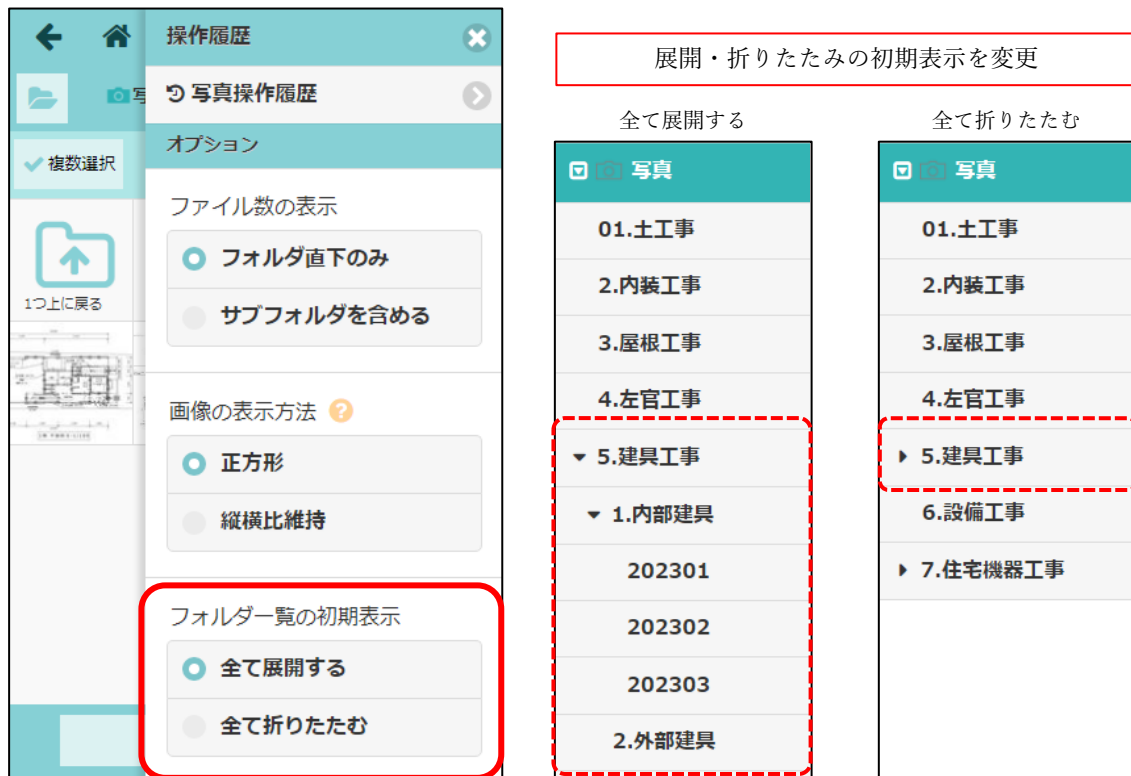 操作履歴
写
写真操作履歴
オプション
複数選択
ファイル数の表示
フォルダ直下のみ
サブフォルダを含める
1つ上に戻る
画像の表示方法
正方形
縦横比維持
フォルダ一覧の初期表示
全て展開する
全て折りたたむ
展開・折りたたみの初期表示を変更
全て展開する
写真
01.土工事
2.内装工事
3.屋根工事
4.左官工事
5.建具工事
1.内部建具
202301
202302
202303
2.外部建具
全て折りたたむ
写真
01.土工事
2.内装工事
3.屋根工事
4.左官工事
5.建具工事
6.設備工事
7.住宅機器工事